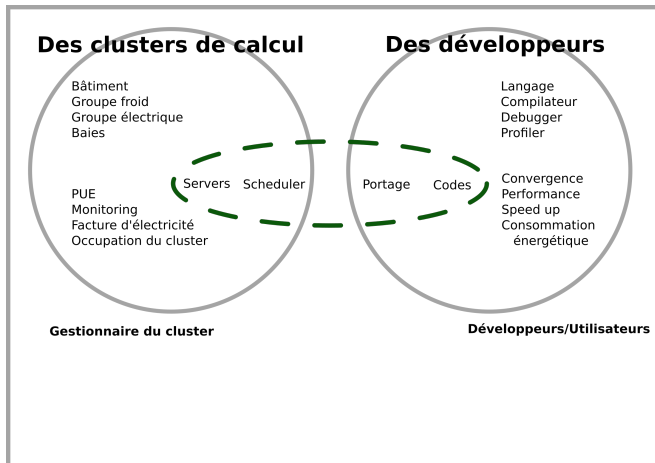 Des clusters de calcul
Bâtiment
Groupe froid
Groupe électrique
Baies
PUE
Monitoring
Facture d'électricité
Occupation du cluster
Servers Scheduler
Gestionnaire du cluster
Des développeurs
Langage
Compilateur
Debugger
Profiler
Portage Codes
Convergence
Performance
Speed up
Consommation
énergétique
Développeurs/Utilisateurs